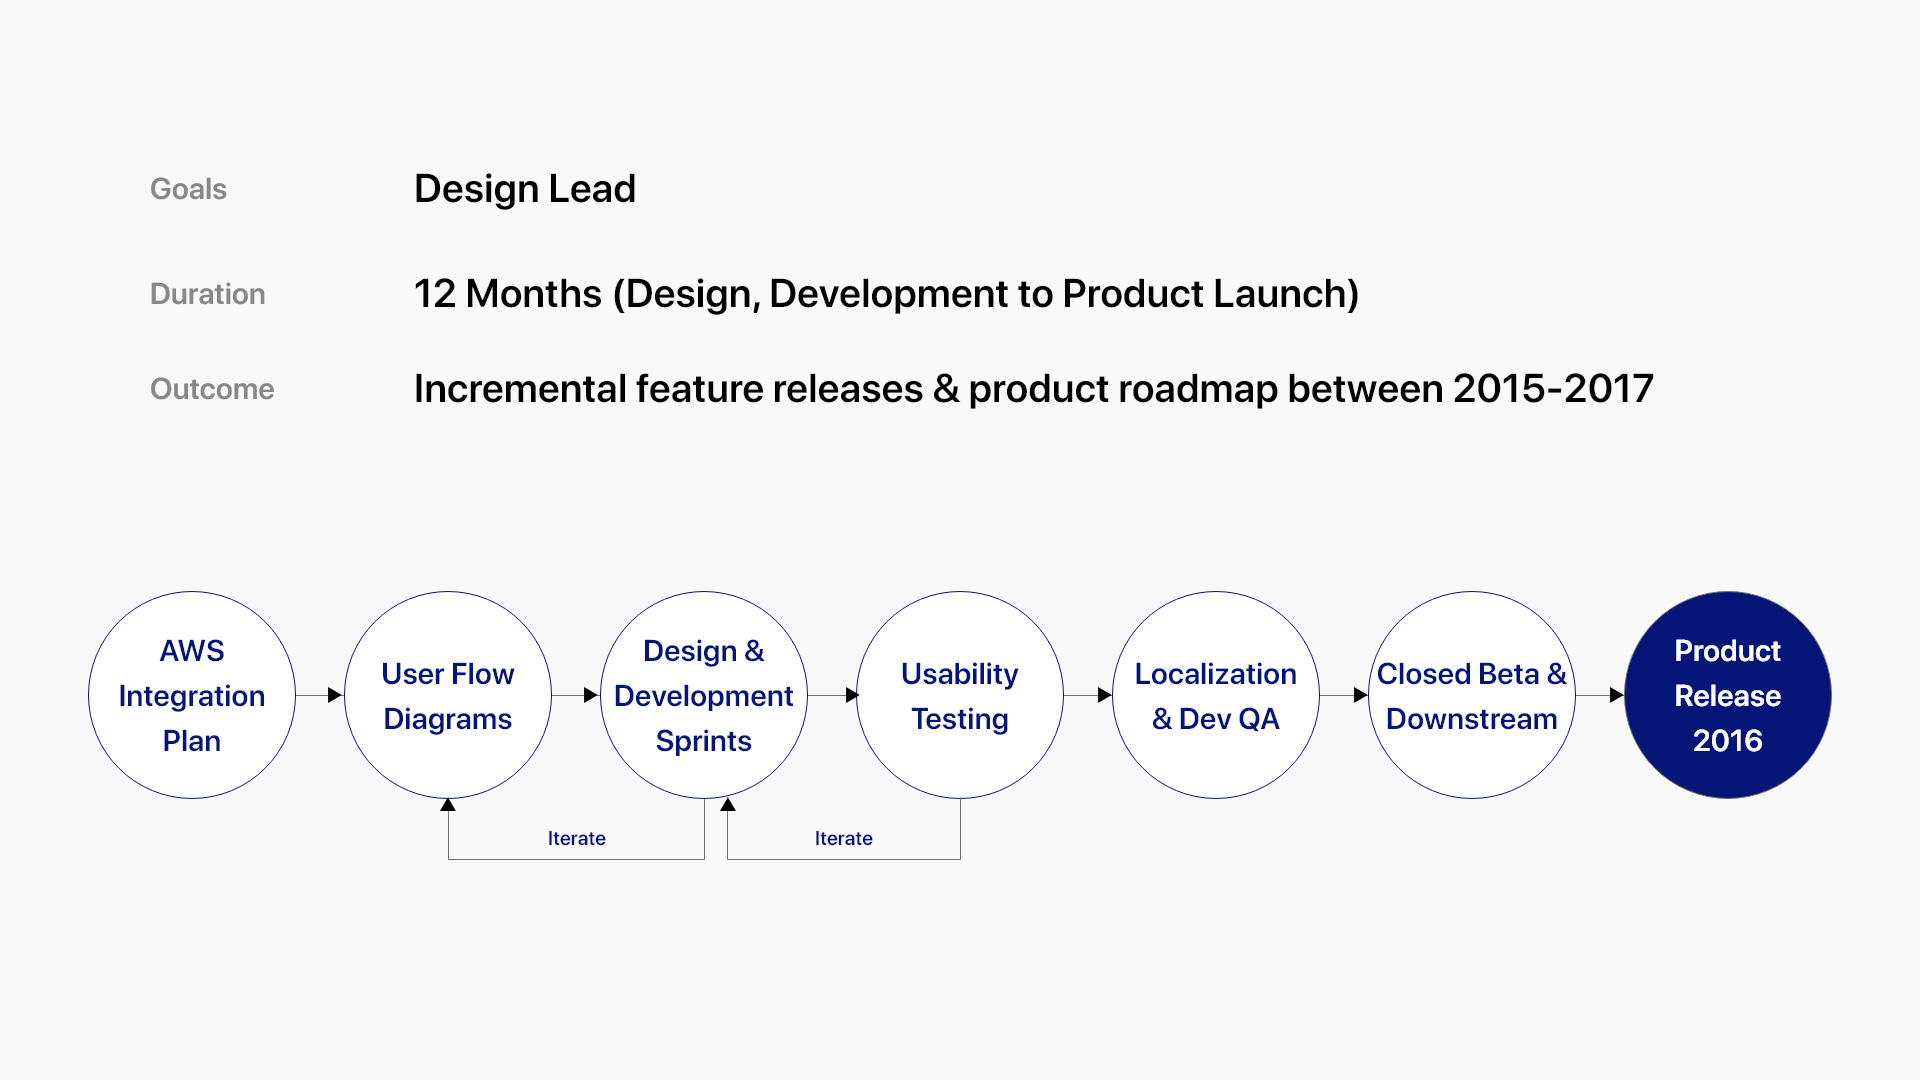 Goals
Design Lead
Duration
12 Months (Design, Development to Product Launch)
Outcome
Incremental feature releases & product roadmap between 2015-2017
AWS
Integration
Plan
User Flow
Diagrams
Design &
Development
Sprints
Usability
Testing
Localization
& Dev QA
Closed Beta &
Downstream
Product
Release
2016
Iterate
Iterate